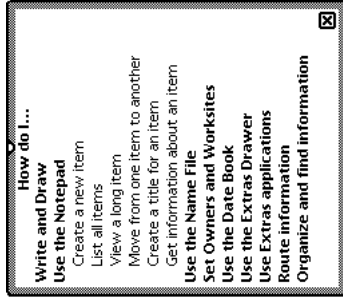 How do I...
Write and Draw
Use the Notepad
Create a new item
List all items
View a long item
Move from one item to another
Create a title for an item
Get information about an item
Use the Name File
Set Owners and Worksites
Use the Date Book
Use the Extras Drawer
Use Extras applications
Route information
Organize and find information